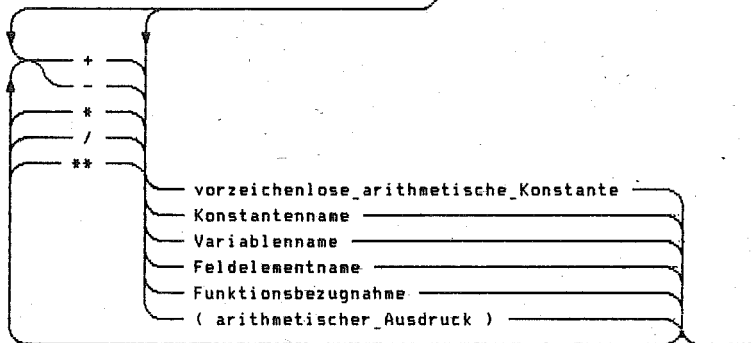 +
-
*
/
**
vorzeichenlose_arithmetische_Konstante
Konstantenname
Variablenname
Feldelementname
Funktionsbezugnahme
( arithmetischer_Ausdruck )